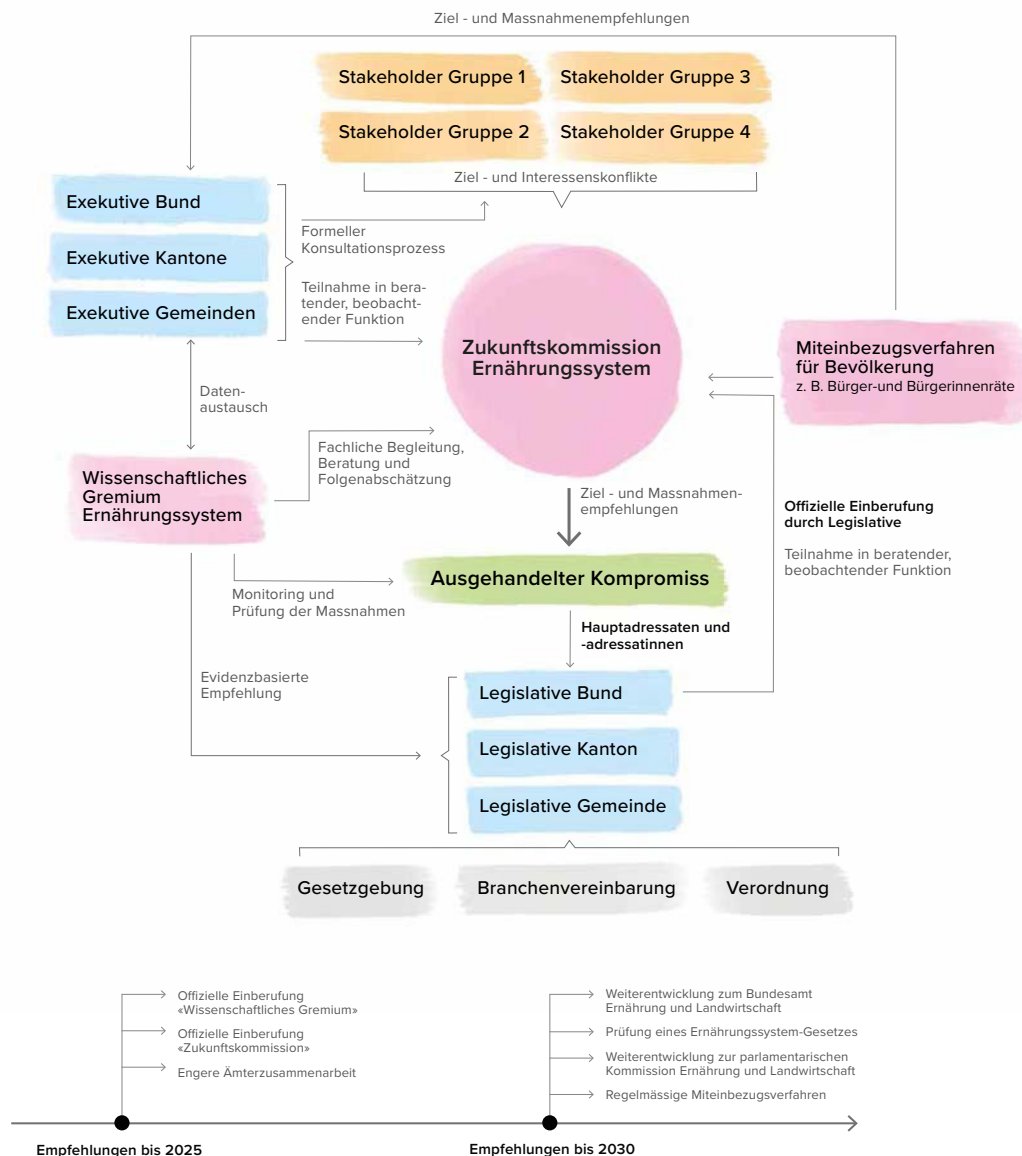 Ziel - und Massnahmenempfehlungen
Stakeholder Gruppe 1
Stakeholder Gruppe 3
Stakeholder Gruppe 2
Stakeholder Gruppe 4
Ziel - und Interessenskonflikte
Exekutive Bund
Exekutive Kantone
Exekutive Gemeinden
Formeller
Konsultationsprozess
Teilnahme in bera-
tender, beobacht-
ender Funktion
Zukunftskommission
Ernährungssystem
Miteinbezugsverfahren
für Bevölkerung
z. B. Bürger-und Bürgerinnenräte
Daten-
austausch
Wissenschaftliches
Gremium
Ernährungssystem
Fachliche Begleitung,
Beratung und
Folgenabschätzung
Ziel - und Massnahmen-
empfehlungen
Offizielle Einberufung
durch Legislative
Teilnahme in beratender,
beobachtender Funktion
Ausgehandelter Kompromiss
Monitoring und
Prüfung der Massnahmen
Hauptadressaten und
-adressatinnen
Evidenzbasierte
Empfehlung
Legislative Bund
Legislative Kanton
Legislative Gemeinde
Gesetzgebung
Branchenvereinbarung
Verordnung
Offizielle Einberufung
«Wissenschaftliches Gremium»
Offizielle Einberufung
«Zukunftskommission»
Engere Ämterzusammenarbeit
Weiterentwicklung zum Bundesamt
Ernährung und Landwirtschaft
Prüfung eines Ernährungssystem-Gesetzes
Weiterentwicklung zur parlamentarischen
Kommission Ernährung und Landwirtschaft
Regelmässige Miteinbezugsverfahren
Empfehlungen bis 2025
Empfehlungen bis 2030